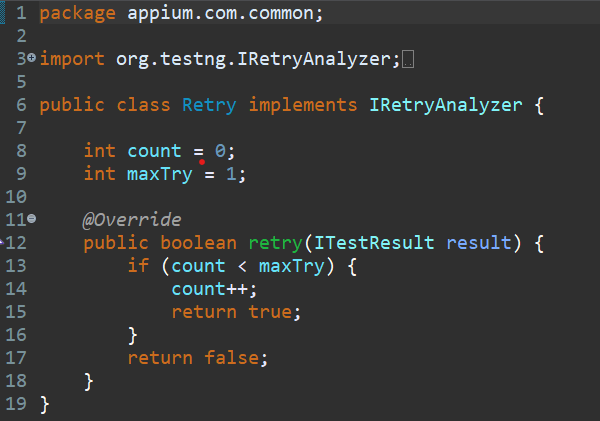 1 package appium.com.common;
2
3 import org.testng.IRetryAnalyzer;
5
6 public class Retry implements IRetryAnalyzer {
7
8     int count = 0;
9     int maxTry = 1;
10
11     @Override
12     public boolean retry(ITestResult result) {
13         if (count < maxTry) {
14             count++;
15             return true;
16         }
17         return false;
18     }
19 }